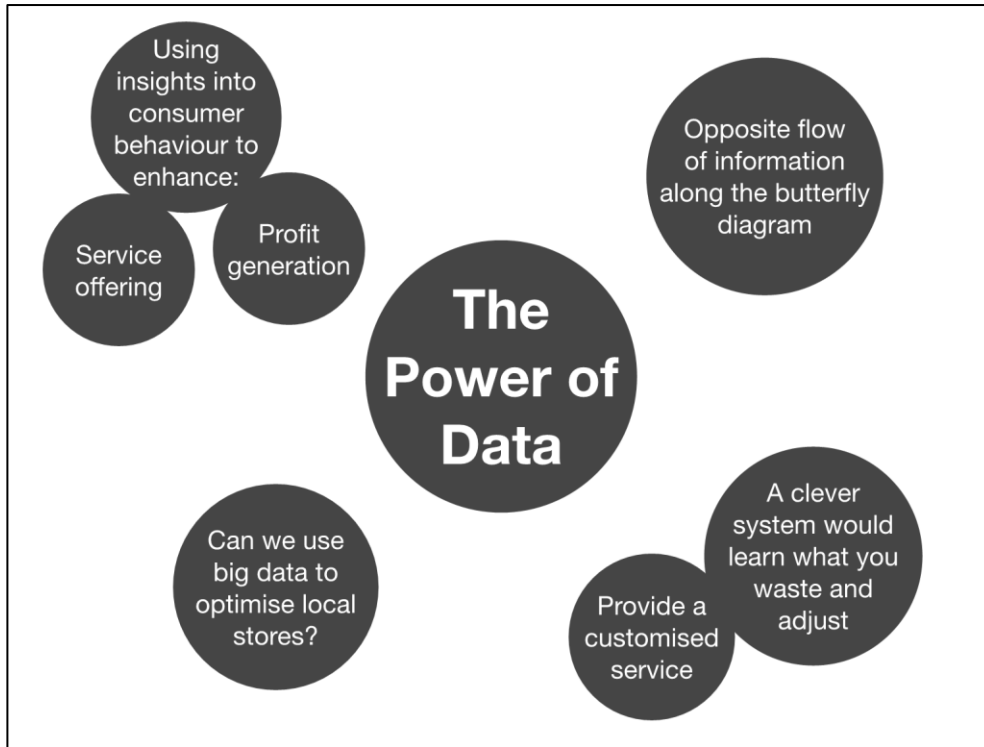 Using
insights into
consumer
behaviour to
enhance:
Service
offering
Profit
generation
Opposite flow
of information
along the butterfly
diagram
The
Power of
Data
Can we use
big data to
optimise local
stores?
Provide a
customised
service
A clever
system would
learn what you
waste and
adjust